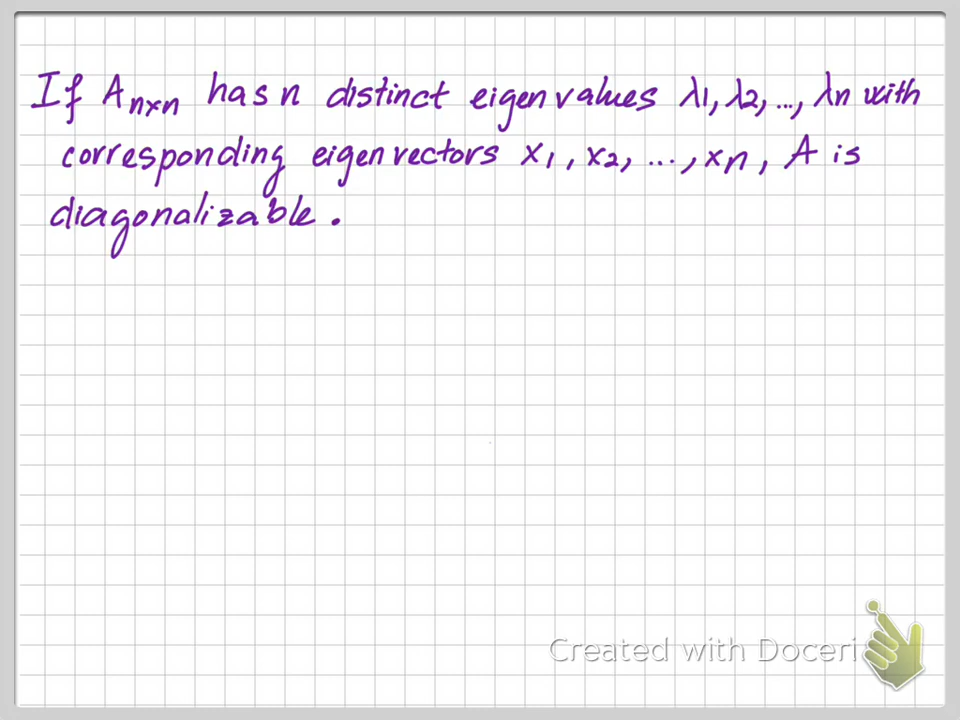 If Aₙₓₙ has n distinct eigenvalues λ1, λ2, ..., λn with
corresponding eigenvectors x₁, x₂, ..., xₙ, A is
diagonalizable.
Created with Doceri